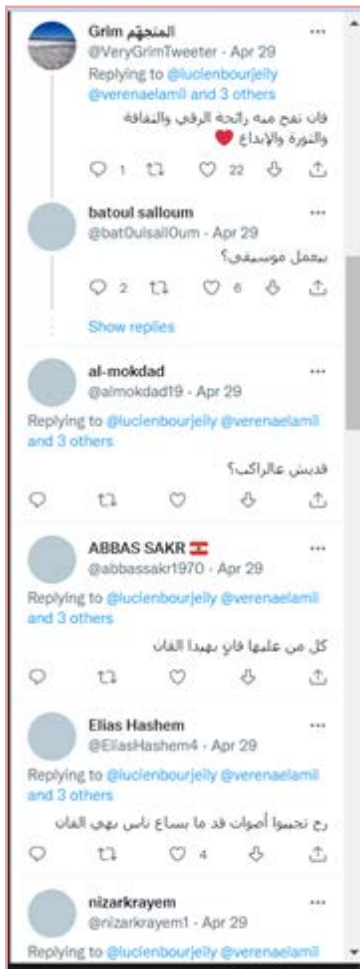 Grim المتجهّم
@VeryGrimTweeter · Apr 29
Replying to @lucienbourjeily
@verenaelamil and 3 others
فان تفح منه رائحة الرقي والثقافة
والثورة والإبداع ❤️
1 22
batoul salloum
@bat0ulsall0um · Apr 29
بيعمل موسيقى؟
2 6
Show replies
al-mokdad
@almokdad19 · Apr 29
Replying to @lucienbourjeily @verenaelamil
and 3 others
قديش عالراكب؟
ABBAS SAKR 🇱🇧
@abbassakr1970 · Apr 29
Replying to @lucienbourjeily @verenaelamil
and 3 others
كل من عليها فانٍ بهيدا الفان
Elias Hashem
@EliasHashem4 · Apr 29
Replying to @lucienbourjeily @verenaelamil
and 3 others
رح تجيبوا أصوات قد ما بساع ناس بهي الفان
4
nizarkrayem
@nizarkrayem1 · Apr 29
Replying to @lucienbourjeily @verenaelamil